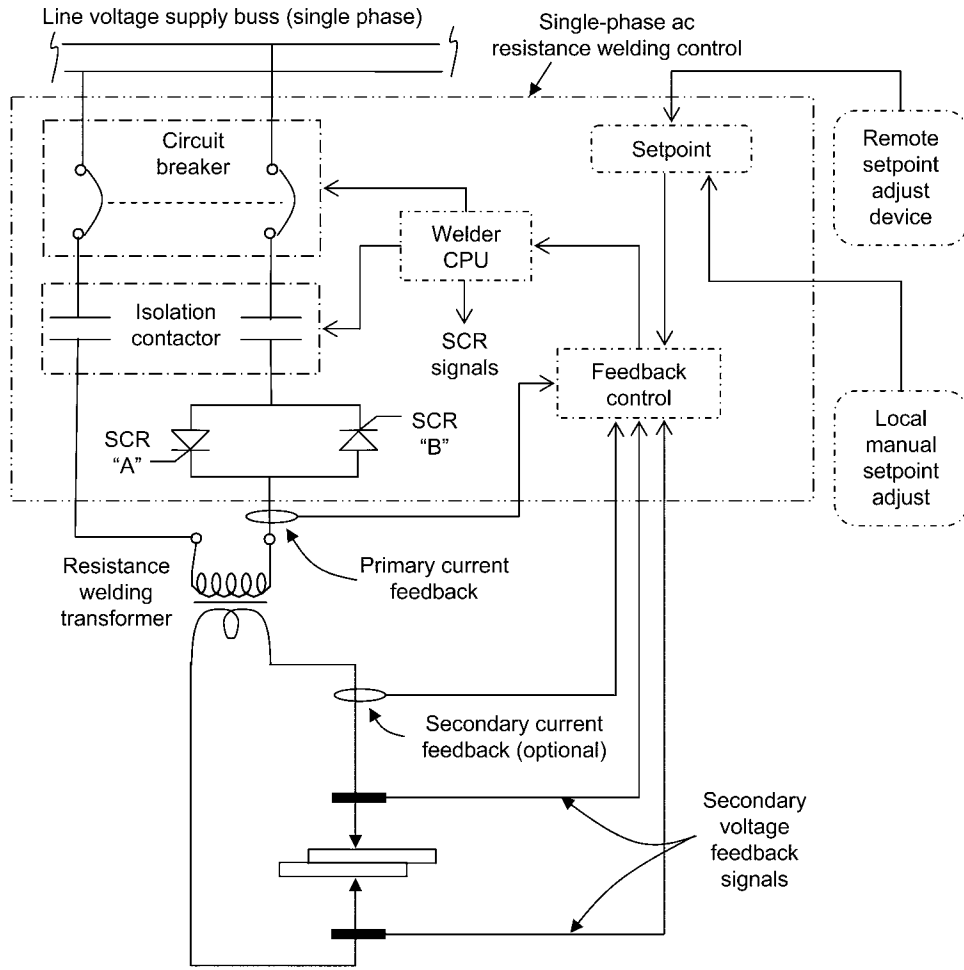 Line voltage supply buss (single phase)
Single-phase ac
resistance welding control
Circuit
breaker
Setpoint
Remote
setpoint
adjust
device
Welder
CPU
Isolation
contactor
SCR
signals
Feedback
control
SCR
"A"
SCR
"B"
Local
manual
setpoint
adjust
Resistance
welding
transformer
Primary current
feedback
Secondary current
feedback (optional)
Secondary
voltage
feedback
signals